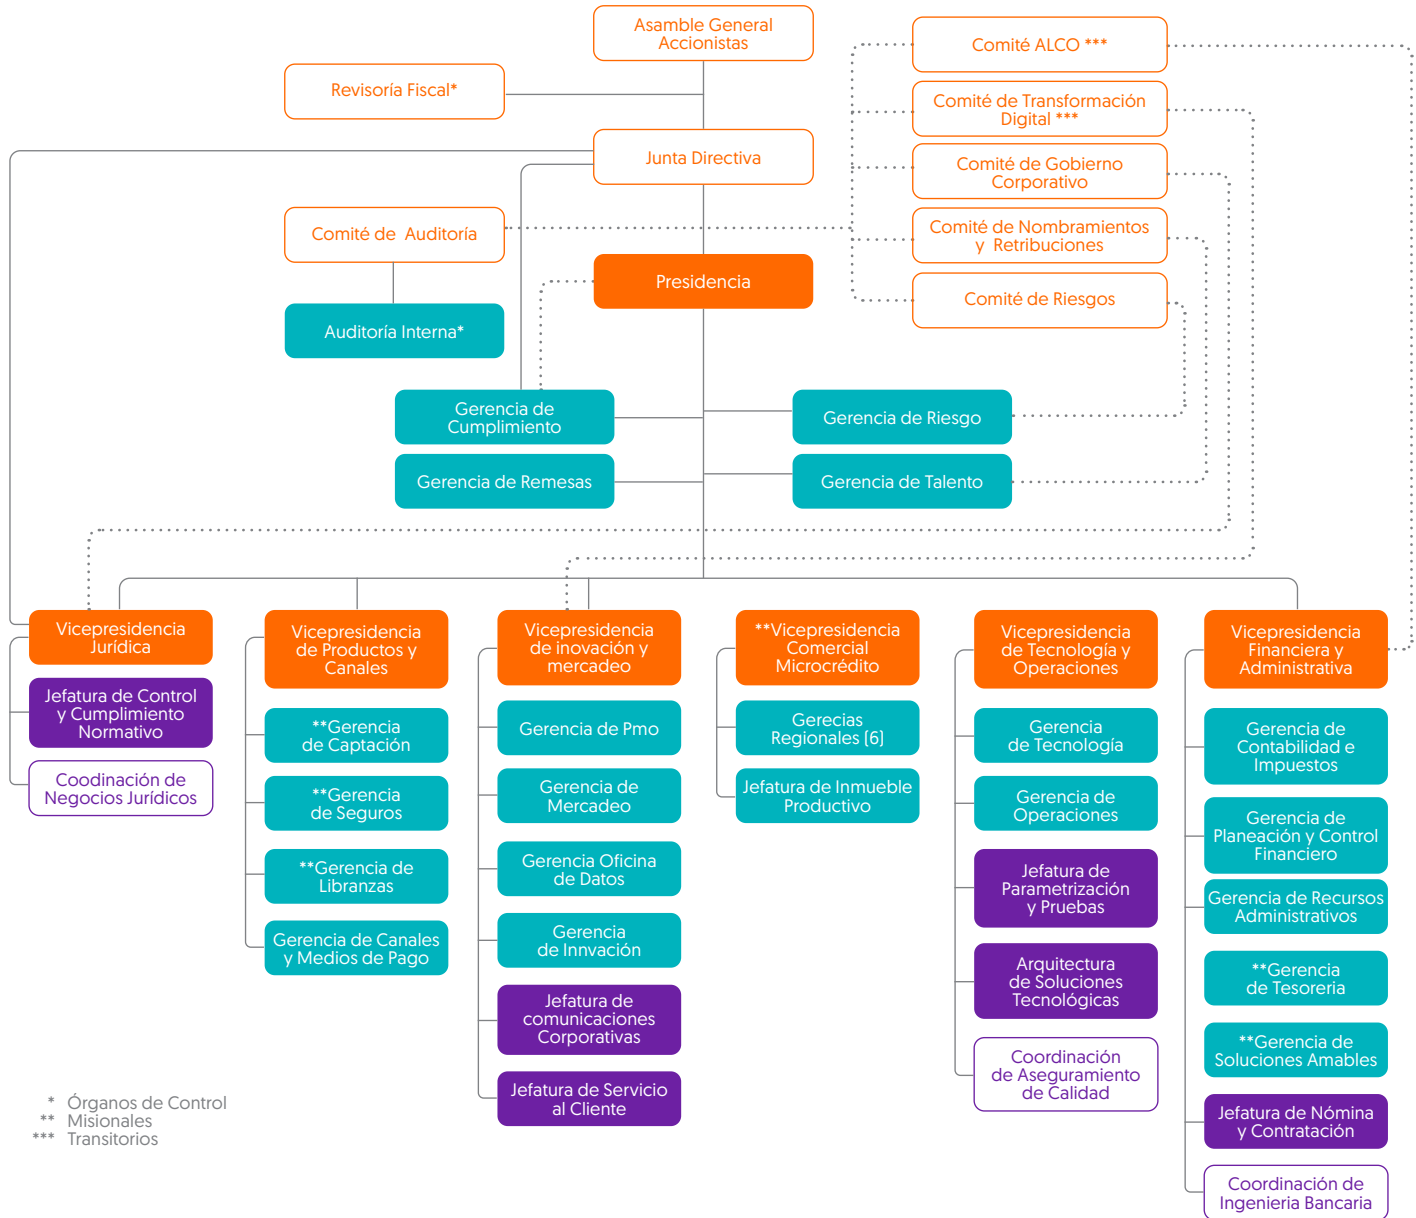 Asamble General
Accionistas
Revisoría Fiscal*
Junta Directiva
Comité de Auditoría
Auditoría Interna*
Presidencia
Comité ALCO ***
Comité de Transformación
Digital ***
Comité de Gobierno
Corporativo
Comité de Nombramientos
y Retribuciones
Comité de Riesgos
Gerencia de
Cumplimiento
Gerencia de Riesgo
Gerencia de Remesas
Gerencia de Talento
Vicepresidencia
Jurídica
Jefatura de Control
y Cumplimiento
Normativo
Coodinación de
Negocios Jurídicos
Vicepresidencia
de Productos y
Canales
**Gerencia
de Captación
**Gerencia
de Seguros
**Gerencia de
Libranzas
Gerencia de Canales
y Medios de Pago
Vicepresidencia
de inovación y
mercadeo
Gerencia de Pmo
Gerencia de
Mercadeo
Gerencia Oficina
de Datos
Gerencia
de Innvación
Jefatura de
comunicaciones
Corporativas
Jefatura de Servicio
al Cliente
**Vicepresidencia
Comercial
Microcrédito
Gerecias
Regionales (6)
Jefatura de Inmueble
Productivo
Vicepresidencia
de Tecnología y
Operaciones
Gerencia
de Tecnología
Gerencia de
Operaciones
Jefatura de
Parametrización
y Pruebas
Arquitectura
de Soluciones
Tecnológicas
Coordinación
de Aseguramiento
de Calidad
Vicepresidencia
Financiera y
Administrativa
Gerencia de
Contabilidad e
Impuestos
Gerencia de
Planeación y Control
Financiero
Gerencia de Recursos
Administrativos
**Gerencia
de Tesoreria
**Gerencia de
Soluciones Amables
Jefatura de Nómina
y Contratación
Coordinación de
Ingenieria Bancaria
* Órganos de Control
** Misionales
*** Transitorios